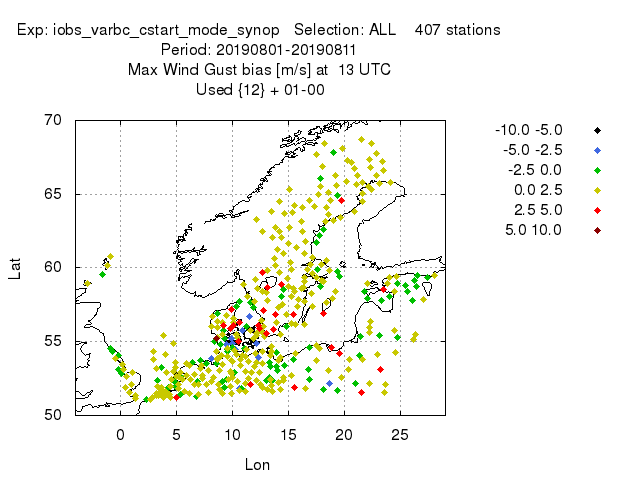 Exp: iobs_varbc_cstart_mode_synop Selection: ALL 407 stations
Period: 20190801-20190811
Max Wind Gust bias [m/s] at 13 UTC
Used {12} + 01-00
-10.0 -5.0
-5.0 -2.5
-2.5 0.0
0.0 2.5
2.5 5.0
5.0 10.0
70
65
60
55
50
Lat
0 5 10 15 20 25
Lon